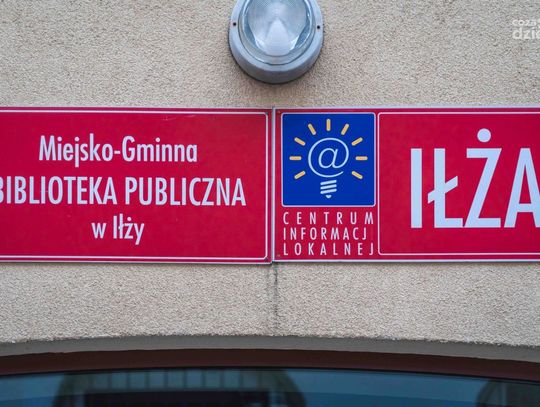 Miejsko-Gminna
BIBLIOTEKA PUBLICZNA
w Iłży
@
CENTRUM
INFORMACJI
LOKALNEJ
IŁŻA